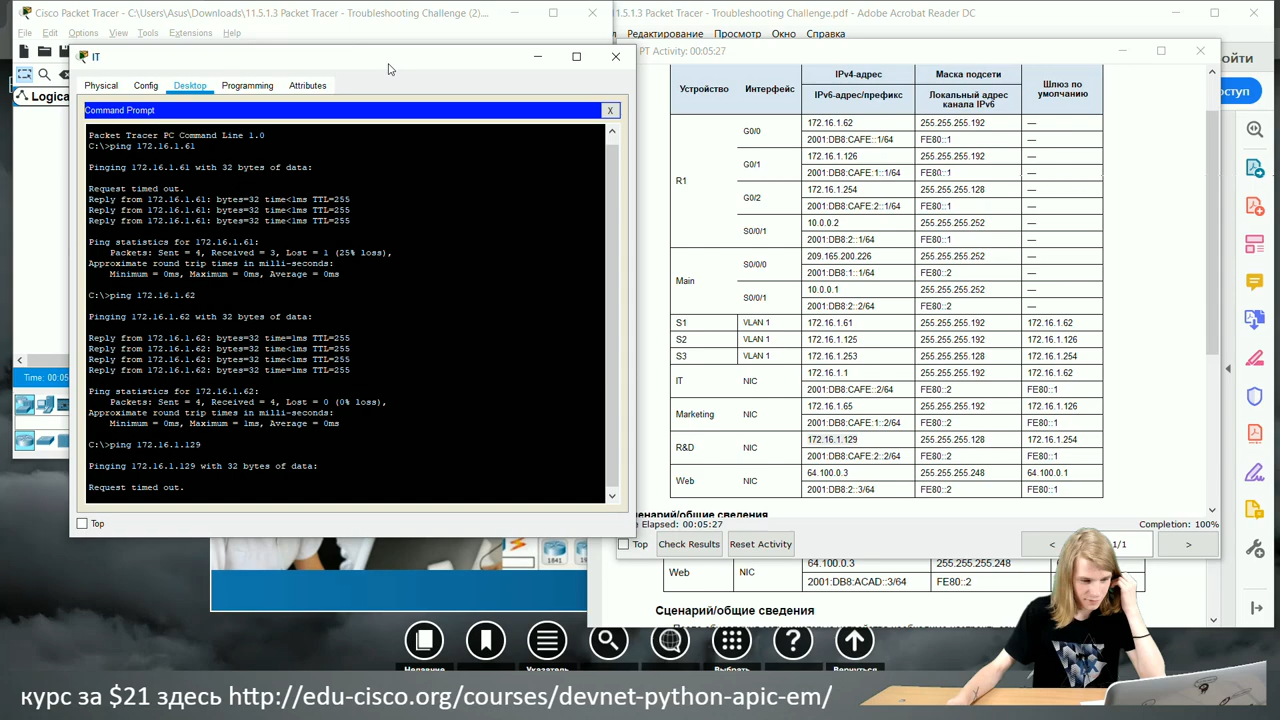 Cisco Packet Tracer - C:\Users\Asus\Downloads\11.5.1.3 Packet Tracer - Troubleshooting Challenge (2)....
11.5.1.3 Packet Tracer - Troubleshooting Challenge.pdf - Adobe Acrobat Reader DC
File Edit Options View Tools Extensions Help
Редактирование Просмотр Окно Справка
IT
PT Activity: 00:05:27
Physical Config Desktop Programming Attributes
Logica
Command Prompt X
Packet Tracer PC Command Line 1.0
C:\>ping 172.16.1.61
Pinging 172.16.1.61 with 32 bytes of data:
Request timed out.
Reply from 172.16.1.61: bytes=32 time<1ms TTL=255
Reply from 172.16.1.61: bytes=32 time<1ms TTL=255
Reply from 172.16.1.61: bytes=32 time<1ms TTL=255
Ping statistics for 172.16.1.61:
Packets: Sent = 4, Received = 3, Lost = 1 (25% loss),
Approximate round trip times in milli-seconds:
Minimum = 0ms, Maximum = 0ms, Average = 0ms
C:\>ping 172.16.1.62
Pinging 172.16.1.62 with 32 bytes of data:
Reply from 172.16.1.62: bytes=32 time=1ms TTL=255
Reply from 172.16.1.62: bytes=32 time<1ms TTL=255
Reply from 172.16.1.62: bytes=32 time<1ms TTL=255
Reply from 172.16.1.62: bytes=32 time=1ms TTL=255
Ping statistics for 172.16.1.62:
Packets: Sent = 4, Received = 4, Lost = 0 (0% loss),
Approximate round trip times in milli-seconds:
Minimum = 0ms, Maximum = 1ms, Average = 0ms
C:\>ping 172.16.1.129
Pinging 172.16.1.129 with 32 bytes of data:
Request timed out.
Top
Time: 00:05
1841
Устройство Интерфейс IPv4-адрес Маска подсети Шлюз по умолчанию
IPv6-адрес/префикс Локальный адрес канала IPv6
R1 G0/0 172.16.1.62 255.255.255.192 —
2001:DB8:CAFE::1/64 FE80::1 —
G0/1 172.16.1.126 255.255.255.192 —
2001:DB8:CAFE:1::1/64 FE80::1 —
G0/2 172.16.1.254 255.255.255.128 —
2001:DB8:CAFE:2::1/64 FE80::1 —
S0/0/1 10.0.0.2 255.255.255.252 —
2001:DB8:2::1/64 FE80::1 —
Main S0/0/0 209.165.200.226 255.255.255.252 —
2001:DB8:1::1/64 FE80::2 —
S0/0/1 10.0.0.1 255.255.255.252 —
2001:DB8:2::2/64 FE80::2 —
S1 VLAN 1 172.16.1.61 255.255.255.192 172.16.1.62
S2 VLAN 1 172.16.1.125 255.255.255.192 172.16.1.126
S3 VLAN 1 172.16.1.253 255.255.255.128 172.16.1.254
IT NIC 172.16.1.1 255.255.255.192 172.16.1.62
2001:DB8:CAFE::2/64 FE80::2 FE80::1
Marketing NIC 172.16.1.65 255.255.255.192 172.16.1.126
2001:DB8:CAFE:1::2/64 FE80::2 FE80::1
R&D NIC 172.16.1.129 255.255.255.128 172.16.1.254
2001:DB8:CAFE:2::2/64 FE80::2 FE80::1
Web NIC 64.100.0.3 255.255.255.248 64.100.0.1
2001:DB8:2::3/64 FE80::2 FE80::1
Elapsed: 00:05:27 Completion: 100%
Top Check Results Reset Activity < 1/1 >
Web NIC 64.100.0.3 255.255.255.248
2001:DB8:ACAD::3/64 FE80::2
Сценарий/общие сведения
курс за $21 здесь http://edu-cisco.org/courses/devnet-python-apic-em/